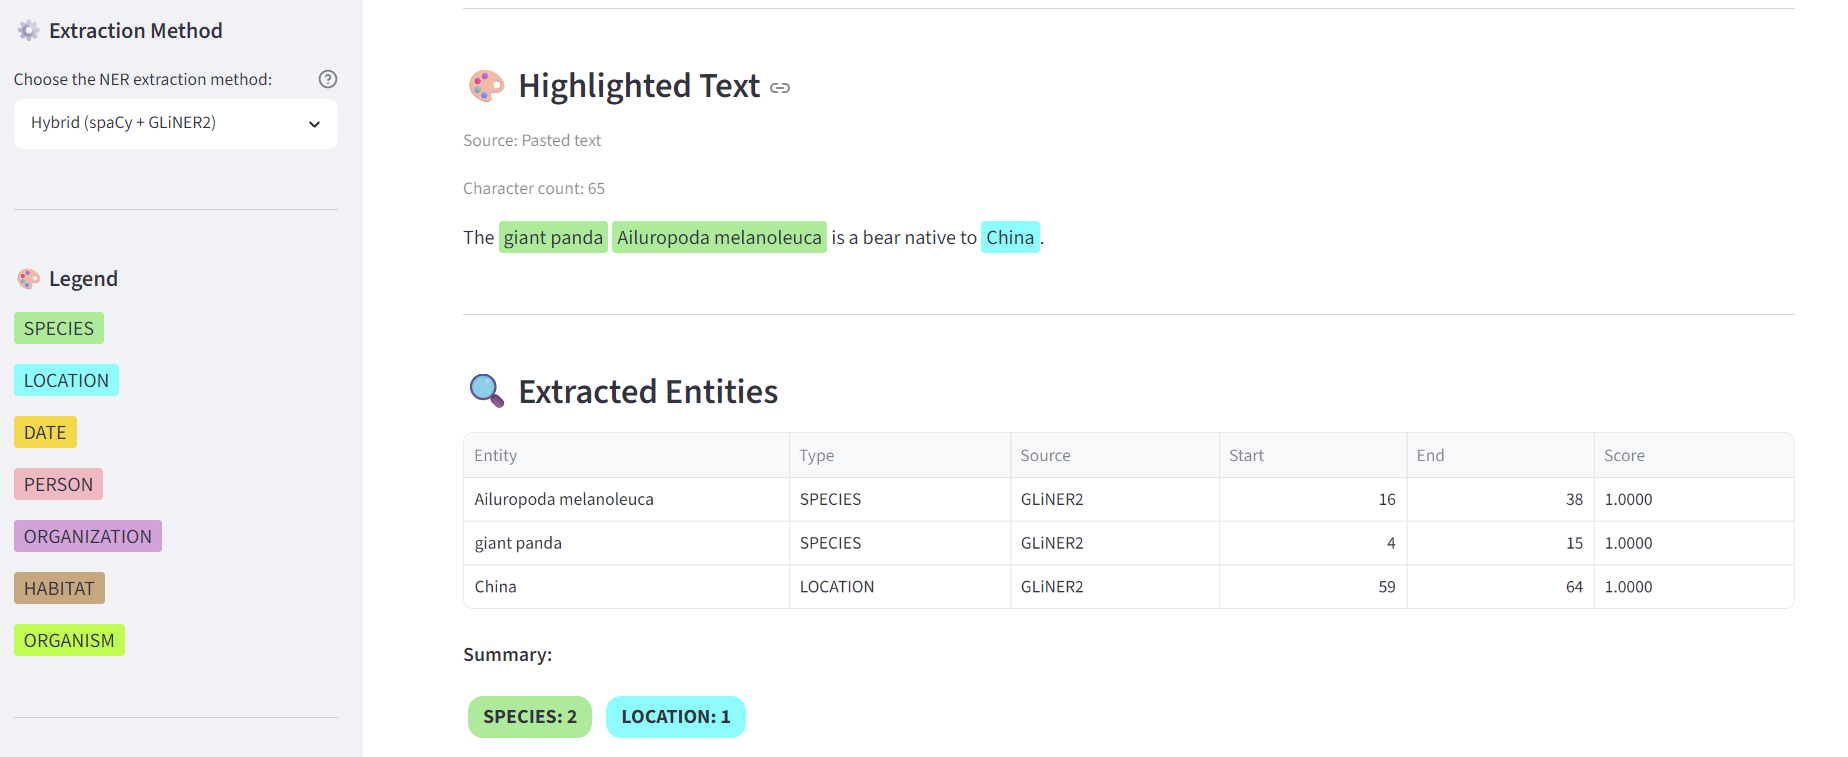 Extraction Method
Choose the NER extraction method:
Hybrid (spaCy + GLiNER2)
Legend
SPECIES
LOCATION
DATE
PERSON
ORGANIZATION
HABITAT
ORGANISM
Highlighted Text
Source: Pasted text
Character count: 65
The giant panda Ailuropoda melanoleuca is a bear native to China.
Extracted Entities
Entity Type Source Start End Score
Ailuropoda melanoleuca SPECIES GLiNER2 16 38 1.0000
giant panda SPECIES GLiNER2 4 15 1.0000
China LOCATION GLiNER2 59 64 1.0000
Summary:
SPECIES: 2 LOCATION: 1